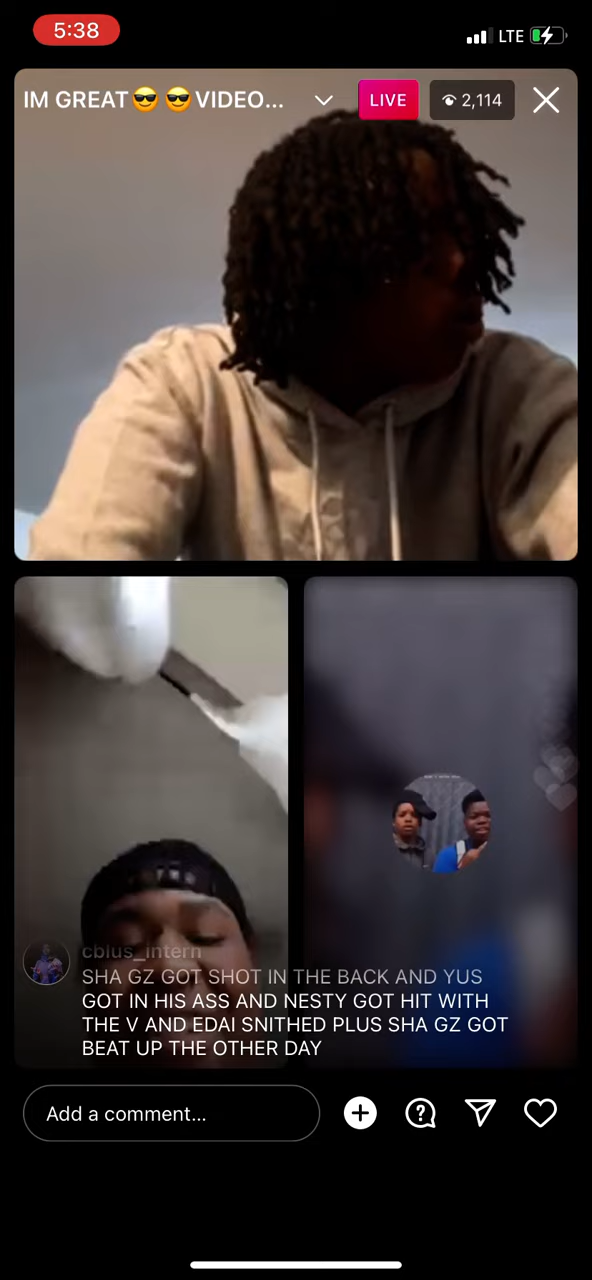 5:38
LTE
IM GREAT😎 😎VIDEO...
LIVE
2,114
cblus_intern
SHA GZ GOT SHOT IN THE BACK AND YUS
GOT IN HIS ASS AND NESTY GOT HIT WITH
THE V AND EDAI SNITHED PLUS SHA GZ GOT
BEAT UP THE OTHER DAY
Add a comment...